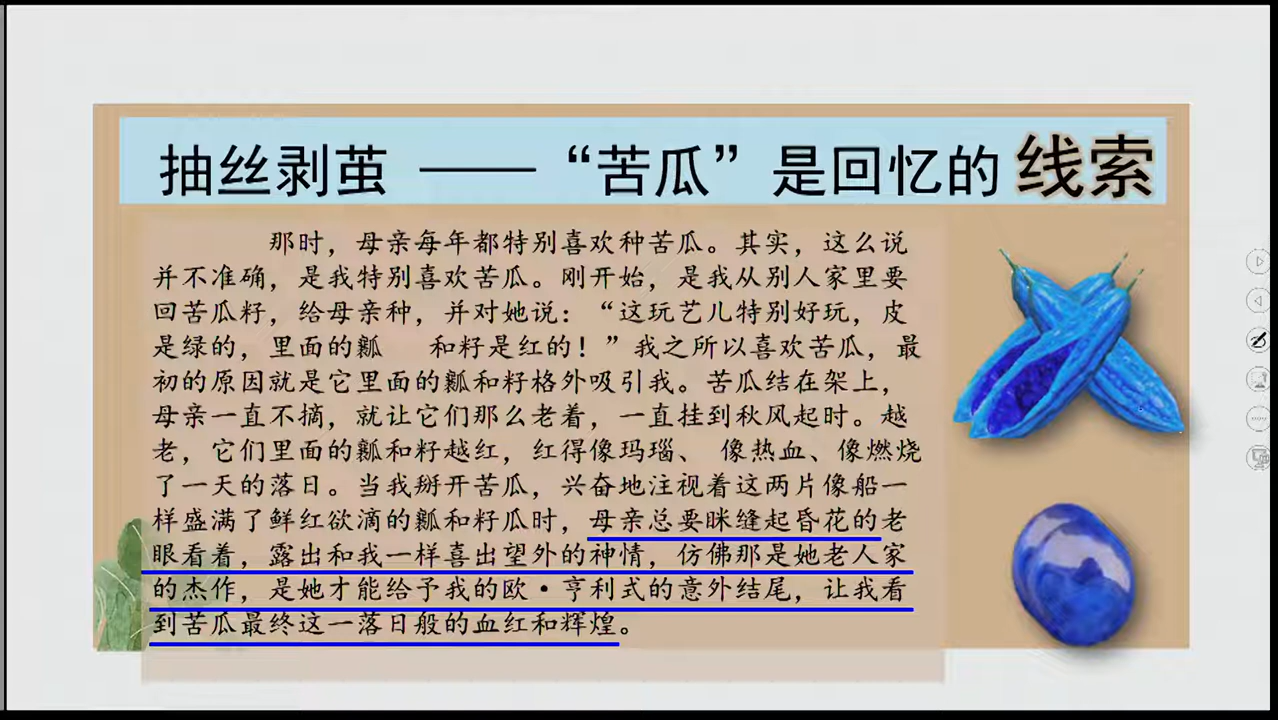 抽丝剥茧 ——“苦瓜”是回忆的 线索
那时，母亲每年都特别喜欢种苦瓜。其实，这么说
并不准确，是我特别喜欢苦瓜。刚开始，是我从别人家里要
回苦瓜籽，给母亲种，并对她说：“这玩艺儿特别好玩，皮
是绿的，里面的瓤 和籽是红的！”我之所以喜欢苦瓜，最
初的原因就是它里面的瓤和籽格外吸引我。苦瓜结在架上，
母亲一直不摘，就让它们那么老着，一直挂到秋风起时。越
老，它们里面的瓤和籽越红，红得像玛瑙、 像热血、像燃烧
了一天的落日。当我掰开苦瓜，兴奋地注视着这两片像船一
样盛满了鲜红欲滴的瓤和籽瓜时，母亲总要眯缝起昏花的老
眼看着，露出和我一样喜出望外的神情，仿佛那是她老人家
的杰作，是她才能给予我的欧·亨利式的意外结尾，让我看
到苦瓜最终这一落日般的血红和辉煌。